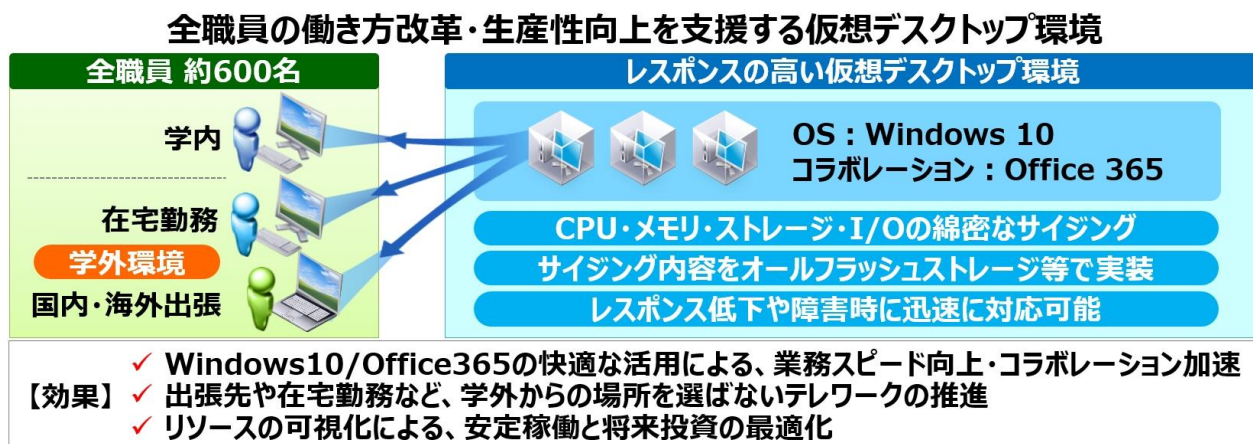 全職員の働き方改革・生産性向上を支援する仮想デスクトップ環境
全職員 約600名
学内
在宅勤務
学外環境
国内・海外出張
レスポンスの高い仮想デスクトップ環境
OS：Windows 10
コラボレーション：Office 365
CPU・メモリ・ストレージ・I/Oの綿密なサイジング
サイジング内容をオールフラッシュストレージ等で実装
レスポンス低下や障害時に迅速に対応可能
【効果】
✓ Windows10/Office365の快適な活用による、業務スピード向上・コラボレーション加速
✓ 出張先や在宅勤務など、学外からの場所を選ばないテレワークの推進
✓ リソースの可視化による、安定稼働と将来投資の最適化